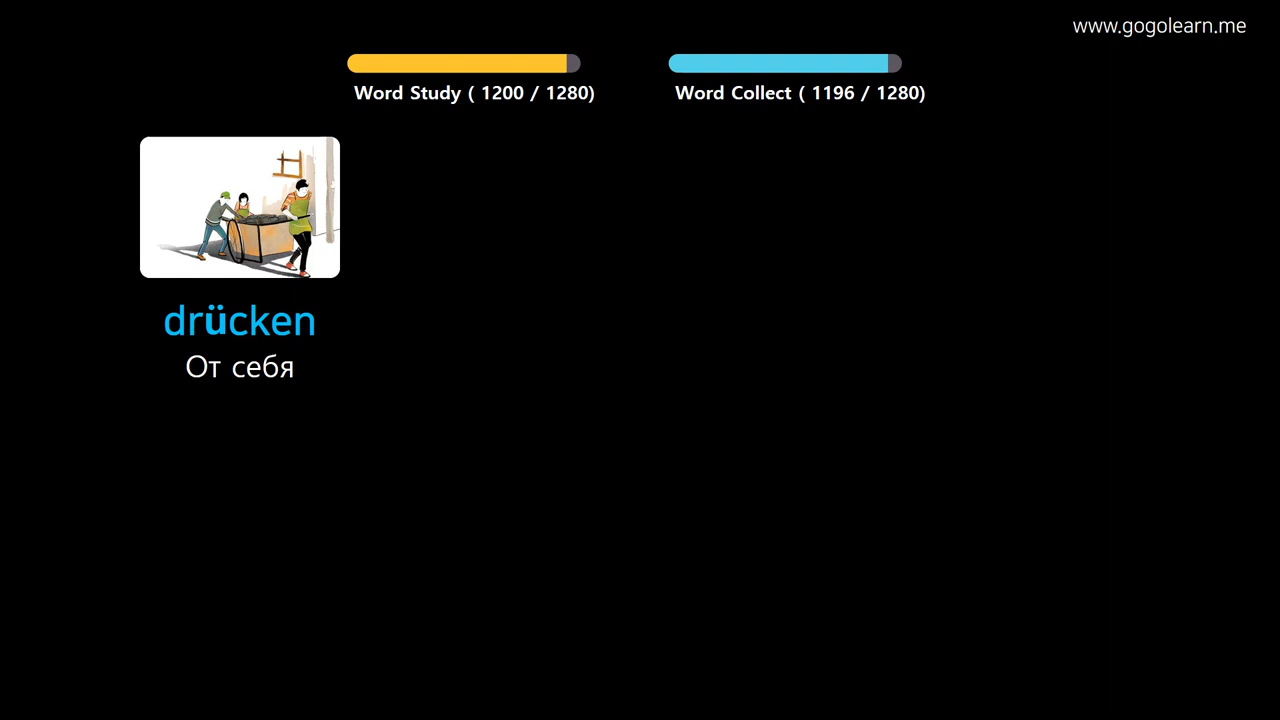 www.gogolearn.me
Word Study ( 1200 / 1280)
Word Collect ( 1196 / 1280)
drücken
От себя